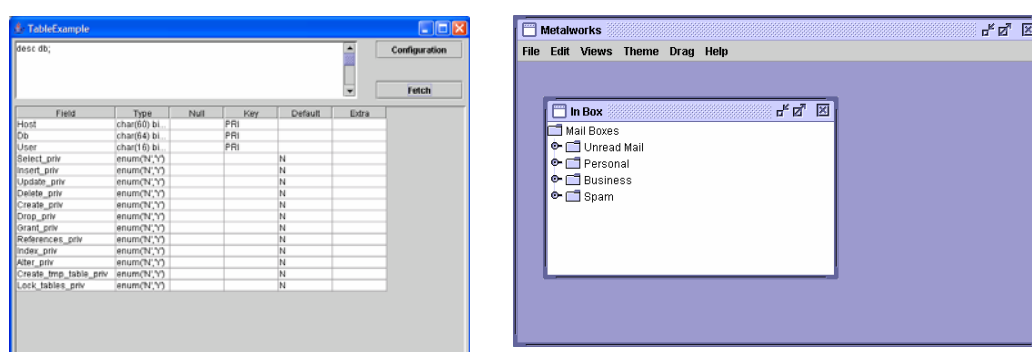 TableExample
desc db;
Configuration
Fetch
Field Type Null Key Default Extra
Host char(60) bi... PRI
Db char(64) bi... PRI
User char(16) bi... PRI
Select_priv enum('N','Y') N
Insert_priv enum('N','Y') N
Update_priv enum('N','Y') N
Delete_priv enum('N','Y') N
Create_priv enum('N','Y') N
Drop_priv enum('N','Y') N
Grant_priv enum('N','Y') N
References_priv enum('N','Y') N
Index_priv enum('N','Y') N
Alter_priv enum('N','Y') N
Create_tmp_table_priv enum('N','Y') N
Lock_tables_priv enum('N','Y') N
Metalworks
File Edit Views Theme Drag Help
In Box
Mail Boxes
Unread Mail
Personal
Business
Spam